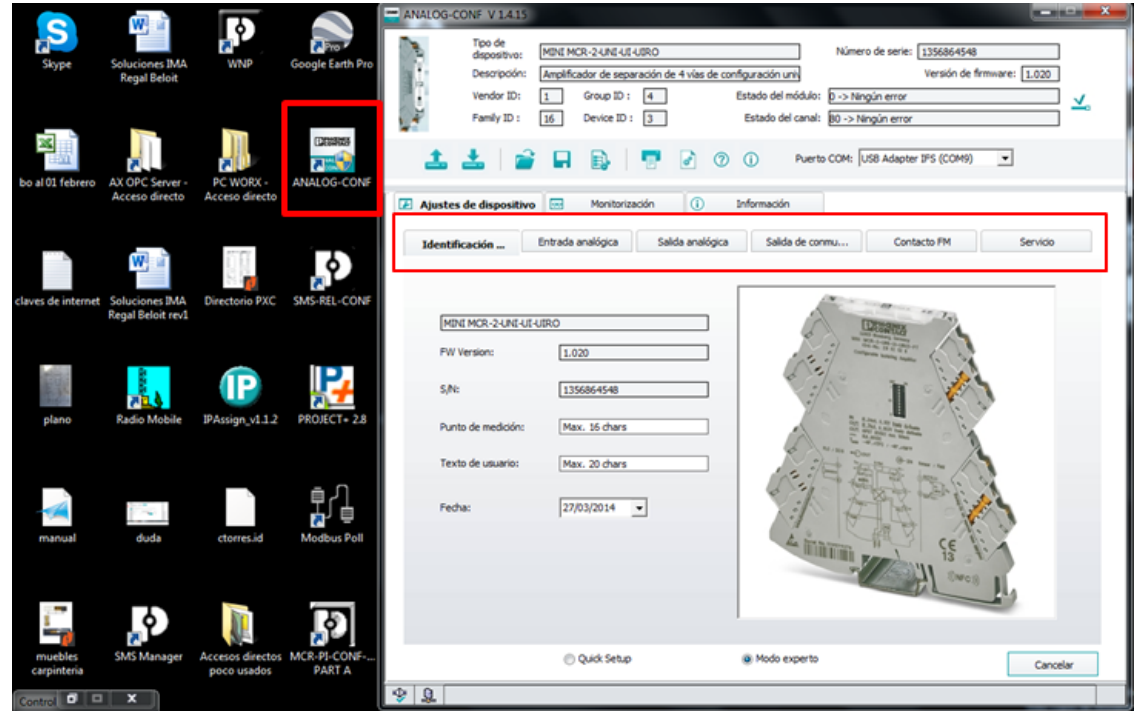 Skype
Soluciones IMA
Regal Beloit
WNP
Google Earth Pro
bo al 01 febrero
AX OPC Server -
Acceso directo
PC WORX -
Acceso directo
ANALOG-CONF
claves de internet
Soluciones IMA
Regal Beloit rev1
Directorio PXC
SMS-REL-CONF
plano
Radio Mobile
IPAssign_v1.1.2
PROJECT+ 2.8
manual
duda
ctorres.id
Modbus Poll
muebles
carpinteria
SMS Manager
Accesos directos
poco usados
MCR-PI-CONF-...
PART A
Control
ANALOG-CONF V 1.4.15
Tipo de
dispositivo:
MINI MCR-2-UNI-UI-UIRO
Número de serie:
1356864548
Descripción:
Amplificador de separación de 4 vías de configuración univ
Versión de firmware:
1.020
Vendor ID:
1
Group ID :
4
Estado del módulo:
0 -> Ningún error
Family ID :
16
Device ID :
3
Estado del canal:
B0 -> Ningún error
Puerto COM:
USB Adapter IFS (COM9)
Ajustes de dispositivo
Monitorización
Información
Identificación ...
Entrada analógica
Salida analógica
Salida de conmu...
Contacto FM
Servicio
MINI MCR-2-UNI-UI-UIRO
FW Version:
1.020
S/N:
1356864548
Punto de medición:
Max. 16 chars
Texto de usuario:
Max. 20 chars
Fecha:
27/03/2014
PHOENIX
CONTACT
CE
13
NFC
Quick Setup
Modo experto
Cancelar